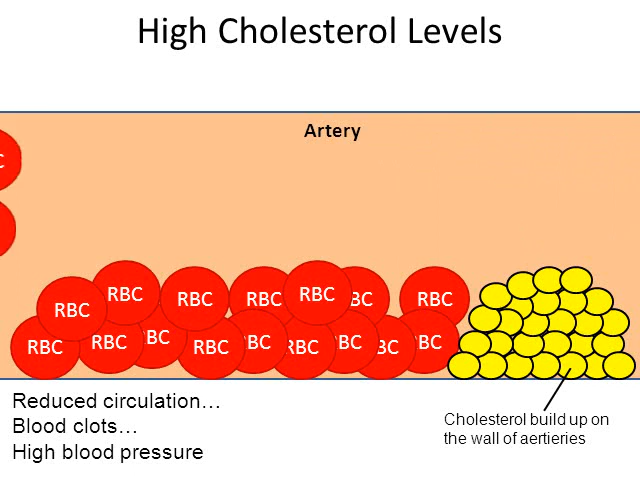 High Cholesterol Levels
Artery
C
RBC
RBC
RBC
RBC
RBC
BC
RBC
RBC
RBC
BC
RBC
BC
RBC
BC
BC
BC
Reduced circulation…
Blood clots…
High blood pressure
Cholesterol build up on
the wall of aertieries